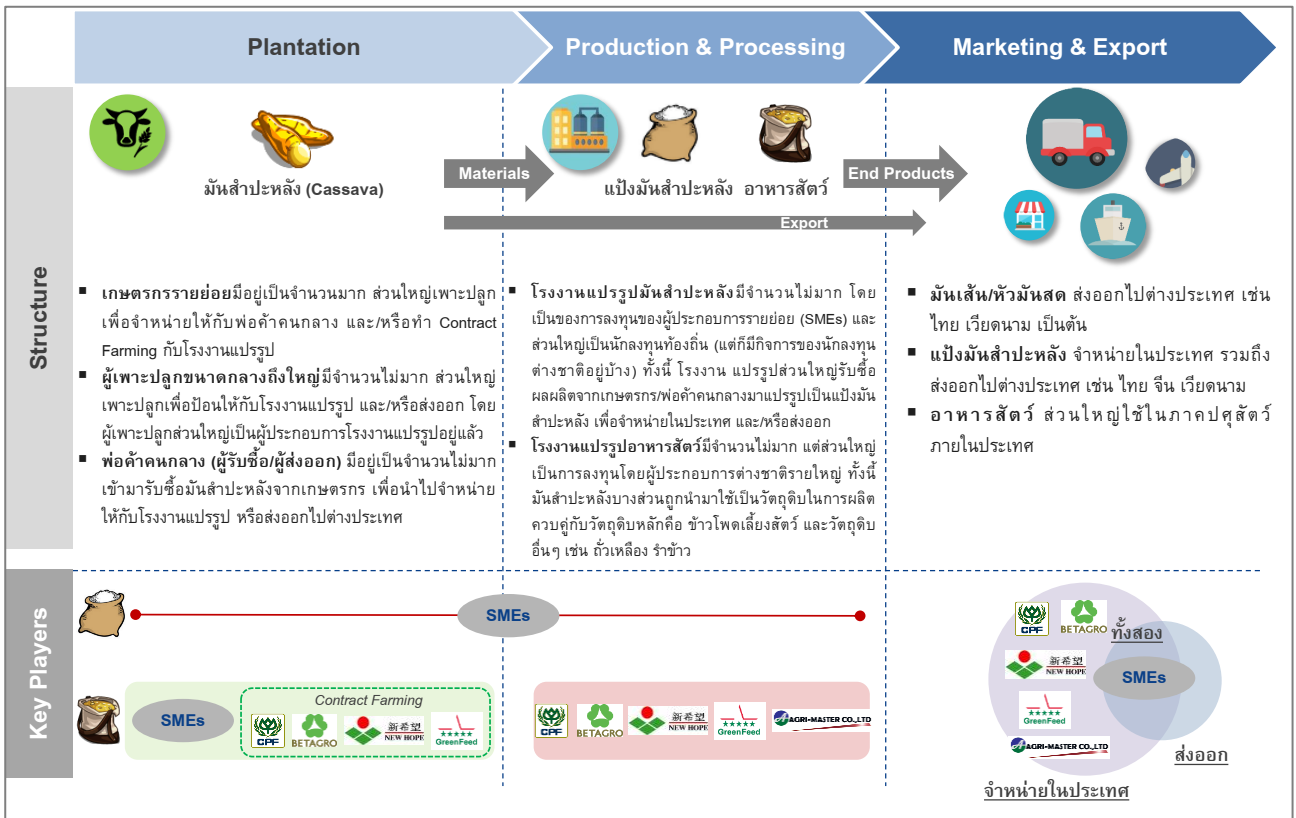 Plantation
Production & Processing
Marketing & Export
Structure
มันสำปะหลัง (Cassava)
Materials
แป้งมันสำปะหลัง อาหารสัตว์
End Products
Export
▪ เกษตรกรรายย่อยมีอยู่เป็นจำนวนมาก ส่วนใหญ่เพาะปลูก
เพื่อจำหน่ายให้กับพ่อค้าคนกลาง และ/หรือทำ Contract
Farming กับโรงงานแปรรูป
▪ ผู้เพาะปลูกขนาดกลางถึงใหญ่มีจำนวนไม่มาก ส่วนใหญ่
เพาะปลูกเพื่อป้อนให้กับโรงงานแปรรูป และ/หรือส่งออก โดย
ผู้เพาะปลูกส่วนใหญ่เป็นผู้ประกอบการโรงงานแปรรูปอยู่แล้ว
▪ พ่อค้าคนกลาง (ผู้รับซื้อ/ผู้ส่งออก) มีอยู่เป็นจำนวนไม่มาก
เข้ามารับซื้อมันสำปะหลังจากเกษตรกร เพื่อนำไปจำหน่าย
ให้กับโรงงานแปรรูป หรือส่งออกไปต่างประเทศ
▪ โรงงานแปรรูปมันสำปะหลังมีจำนวนไม่มาก โดย
เป็นของการลงทุนของผู้ประกอบการรายย่อย (SMEs) และ
ส่วนใหญ่เป็นนักลงทุนท้องถิ่น (แต่ก็มีกิจการของนักลงทุน
ต่างชาติอยู่บ้าง) ทั้งนี้ โรงงาน แปรรูปส่วนใหญ่รับซื้อ
ผลผลิตจากเกษตรกร/พ่อค้าคนกลางมาแปรรูปเป็นแป้งมัน
สำปะหลัง เพื่อจำหน่ายในประเทศ และ/หรือส่งออก
▪ โรงงานแปรรูปอาหารสัตว์มีจำนวนไม่มาก แต่ส่วนใหญ่
เป็นการลงทุนโดยผู้ประกอบการต่างชาติรายใหญ่ ทั้งนี้
มันสำปะหลังบางส่วนถูกนำมาใช้เป็นวัตถุดิบในการผลิต
ควบคู่กับวัตถุดิบหลักคือ ข้าวโพดเลี้ยงสัตว์ และวัตถุดิบ
อื่นๆ เช่น ถั่วเหลือง รำข้าว
▪ มันเส้น/หัวมันสด ส่งออกไปต่างประเทศ เช่น
ไทย เวียดนาม เป็นต้น
▪ แป้งมันสำปะหลัง จำหน่ายในประเทศ รวมถึง
ส่งออกไปต่างประเทศ เช่น ไทย จีน เวียดนาม
▪ อาหารสัตว์ ส่วนใหญ่ใช้ในภาคปศุสัตว์
ภายในประเทศ
Key Players
SMEs
SMEs
Contract Farming
CPF
BETAGRO
新希望
NEW HOPE
GreenFeed
CPF
BETAGRO
新希望
NEW HOPE
GreenFeed
AGRI-MASTER CO.,LTD
CPF
BETAGRO
ทั้งสอง
新希望
NEW HOPE
SMEs
GreenFeed
AGRI-MASTER CO.,LTD
ส่งออก
จำหน่ายในประเทศ